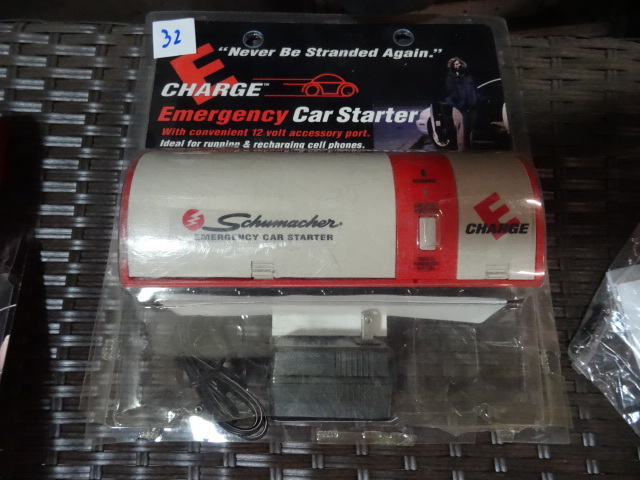 32
"Never Be Stranded Again."
E
CHARGE™
Emergency Car Starter
With convenient 12 volt accessory port.
Ideal for running & recharging cell phones.
Schumacher
EMERGENCY CAR STARTER
E
CHARGE